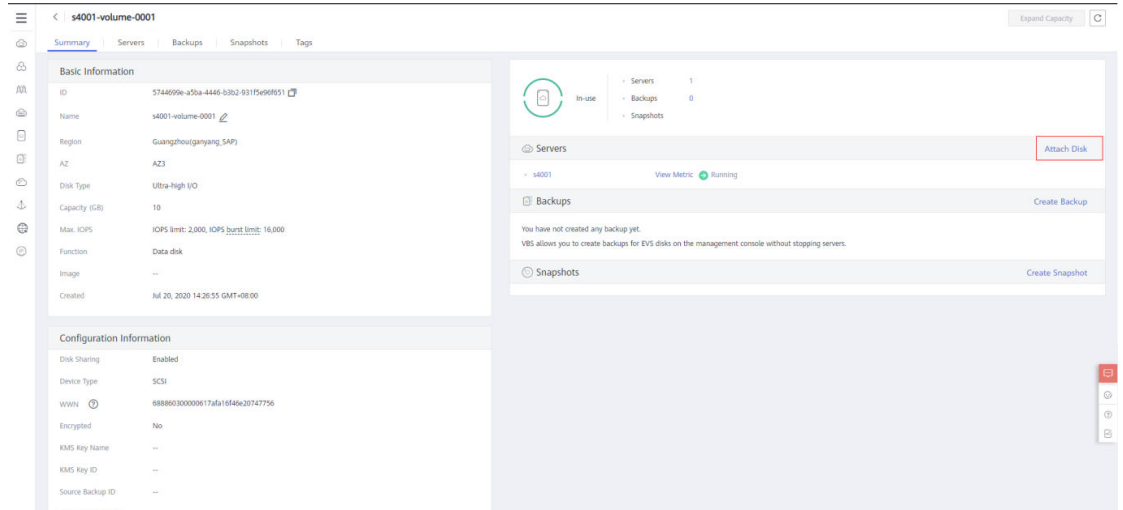 s4001-volume-0001
Expand Capacity
Summary Servers Backups Snapshots Tags
Basic Information
ID 5744699e-a5ba-4446-b3b2-931f5e96f651
Name s4001-volume-0001
Region Guangzhou(ganyang_SAP)
AZ AZ3
Disk Type Ultra-high I/O
Capacity (GB) 10
Max. IOPS IOPS limit: 2,000, IOPS burst limit: 16,000
Function Data disk
Image --
Created Jul 20, 2020 14:26:55 GMT+08:00
Configuration Information
Disk Sharing Enabled
Device Type SCSI
WWN 688860300000617afa16f46e20747756
Encrypted No
KMS Key Name --
KMS Key ID --
Source Backup ID --
In-use
Servers 1
Backups 0
Snapshots
Servers Attach Disk
s4001 View Metric Running
Backups Create Backup
You have not created any backup yet.
VBS allows you to create backups for EVS disks on the management console without stopping servers.
Snapshots Create Snapshot